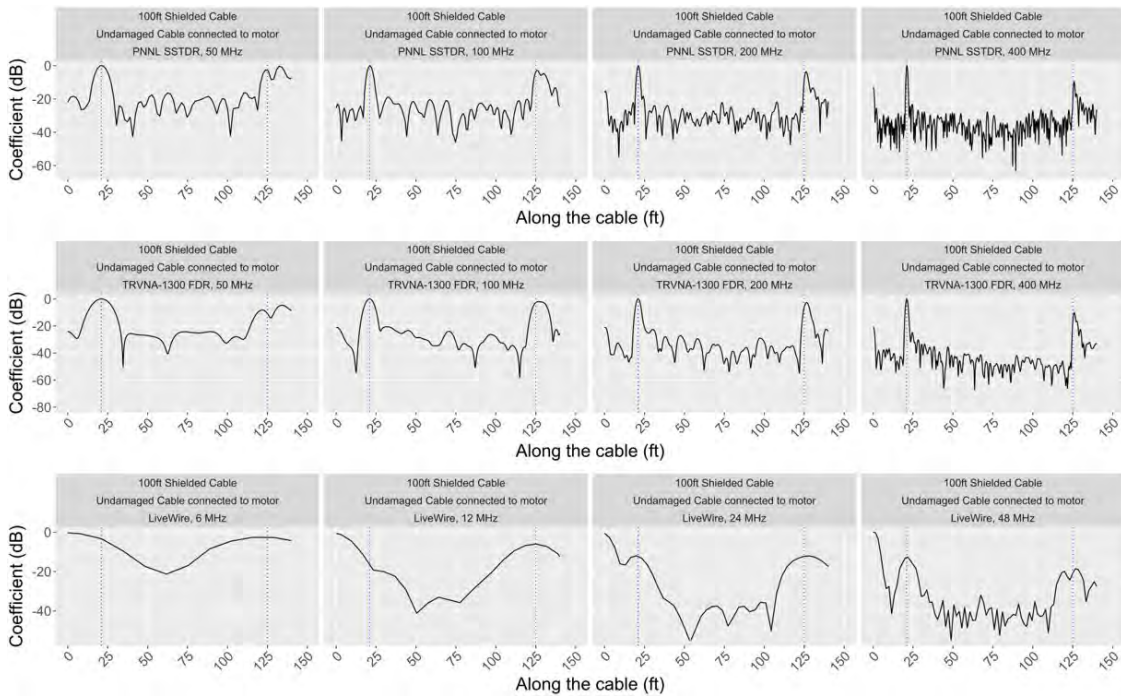 100ft Shielded Cable
Undamaged Cable connected to motor
PNNL SSTDR, 50 MHz
100ft Shielded Cable
Undamaged Cable connected to motor
PNNL SSTDR, 100 MHz
100ft Shielded Cable
Undamaged Cable connected to motor
PNNL SSTDR, 200 MHz
100ft Shielded Cable
Undamaged Cable connected to motor
PNNL SSTDR, 400 MHz
Coefficient (dB)
0
-20
-40
-60
0 25 50 75 100 125 150
0 25 50 75 100 125 150
0 25 50 75 100 125 150
0 25 50 75 100 125 150
Along the cable (ft)
100ft Shielded Cable
Undamaged Cable connected to motor
TRVNA-1300 FDR, 50 MHz
100ft Shielded Cable
Undamaged Cable connected to motor
TRVNA-1300 FDR, 100 MHz
100ft Shielded Cable
Undamaged Cable connected to motor
TRVNA-1300 FDR, 200 MHz
100ft Shielded Cable
Undamaged Cable connected to motor
TRVNA-1300 FDR, 400 MHz
Coefficient (dB)
0
-20
-40
-60
-80
0 25 50 75 100 125 150
0 25 50 75 100 125 150
0 25 50 75 100 125 150
0 25 50 75 100 125 150
Along the cable (ft)
100ft Shielded Cable
Undamaged Cable connected to motor
LiveWire, 6 MHz
100ft Shielded Cable
Undamaged Cable connected to motor
LiveWire, 12 MHz
100ft Shielded Cable
Undamaged Cable connected to motor
LiveWire, 24 MHz
100ft Shielded Cable
Undamaged Cable connected to motor
LiveWire, 48 MHz
Coefficient (dB)
0
-20
-40
0 25 50 75 100 125 150
0 25 50 75 100 125 150
0 25 50 75 100 125 150
0 25 50 75 100 125 150
Along the cable (ft)